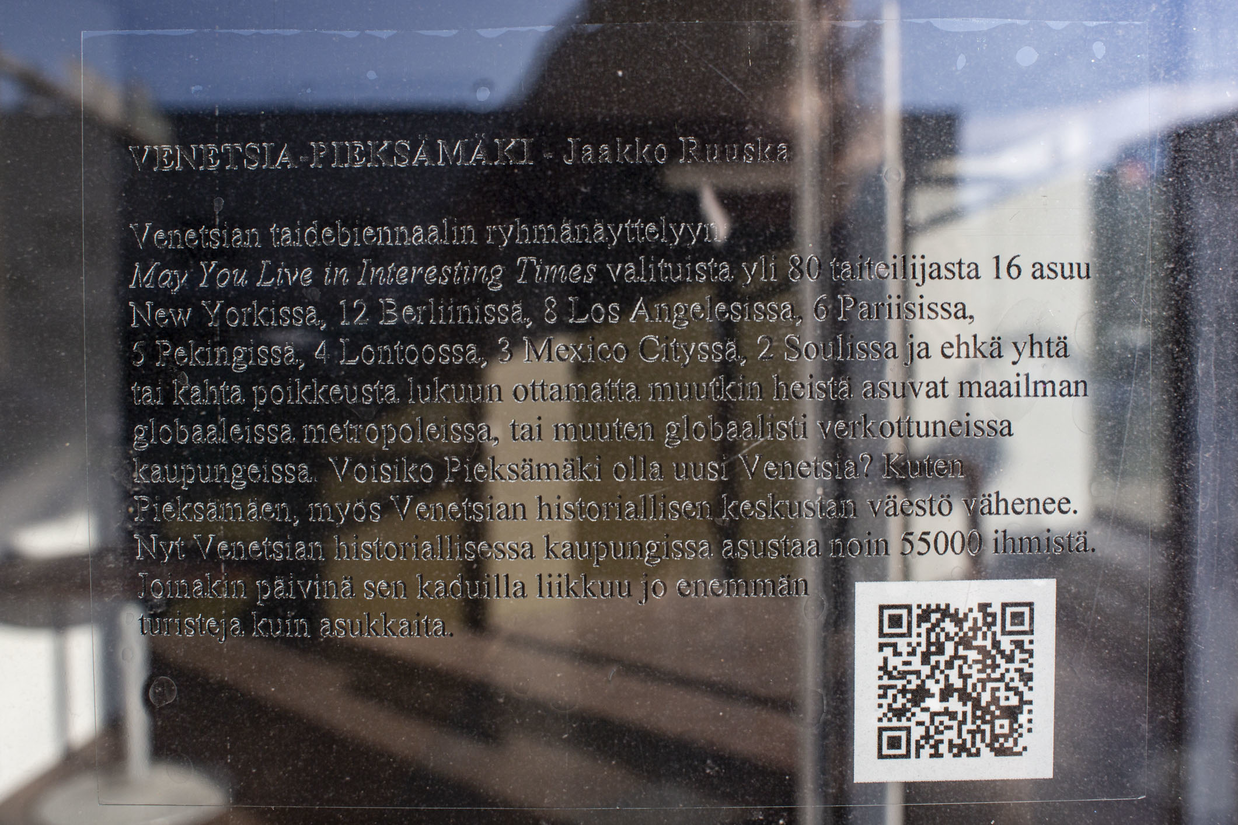 VENETSIA-PIEKSÄMÄKI - Jaakko Ruuska
Venetsian taidebiennaalin ryhmänäyttelyyn
May You Live in Interesting Times valituista yli 80 taiteilijasta 16 asuu
New Yorkissa, 12 Berliinissä, 8 Los Angelesissa, 6 Pariisissa,
5 Pekingissä, 4 Lontoossa, 3 Mexico Cityssä, 2 Soulissa ja ehkä yhtä
tai kahta poikkeusta lukuun ottamatta muutkin heistä asuvat maailman
globaaleissa metropoleissa, tai muuten globaalisti verkottuneissa
kaupungeissa. Voisiko Pieksämäki olla uusi Venetsia? Kuten
Pieksämäen, myös Venetsian historiallisen keskustan väestö vähenee.
Nyt Venetsian historiallisessa kaupungissa asustaa noin 55000 ihmistä.
Joinakin päivinä sen kaduilla liikkuu jo enemmän
turisteja kuin asukkaita.